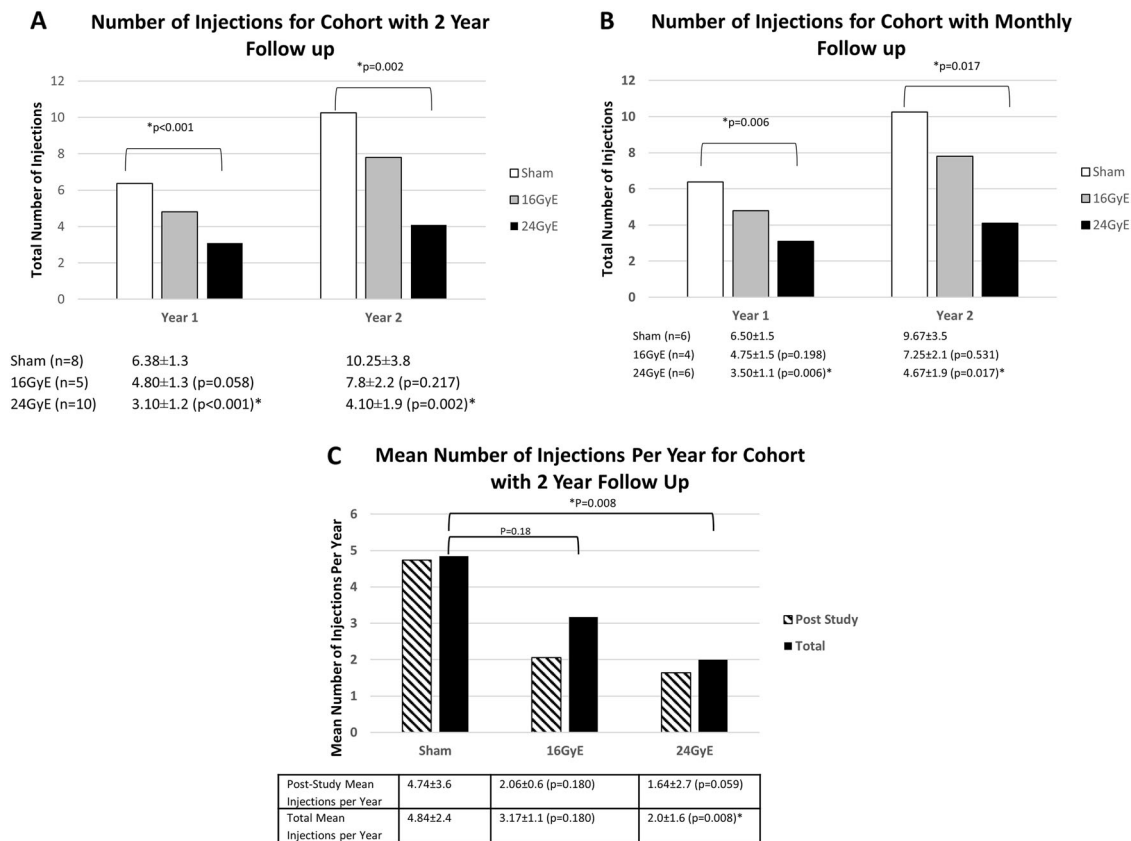 A
Number of Injections for Cohort with 2 Year
Follow up
*p=0.002
*p<0.001
Total Number of Injections
12
10
8
6
4
2
0
Year 1
Year 2
Sham
16GyE
24GyE
Sham (n=8) 6.38±1.3 10.25±3.8
16GyE (n=5) 4.80±1.3 (p=0.058) 7.8±2.2 (p=0.217)
24GyE (n=10) 3.10±1.2 (p<0.001)* 4.10±1.9 (p=0.002)*
B
Number of Injections for Cohort with Monthly
Follow up
*p=0.017
*p=0.006
Total Number of Injections
12
10
8
6
4
2
0
Year 1
Year 2
Sham
16GyE
24GyE
Sham (n=6) 6.50±1.5 9.67±3.5
16GyE (n=4) 4.75±1.5 (p=0.198) 7.25±2.1 (p=0.531)
24GyE (n=6) 3.50±1.1 (p=0.006)* 4.67±1.9 (p=0.017)*
C
Mean Number of Injections Per Year for Cohort
with 2 Year Follow Up
*P=0.008
P=0.18
Mean Number of Injections Per Year
6
5
4
3
2
1
0
Sham
16GyE
24GyE
Post Study
Total
Post-Study Mean Injections per Year 4.74±3.6 2.06±0.6 (p=0.180) 1.64±2.7 (p=0.059)
Total Mean Injections per Year 4.84±2.4 3.17±1.1 (p=0.180) 2.0±1.6 (p=0.008)*